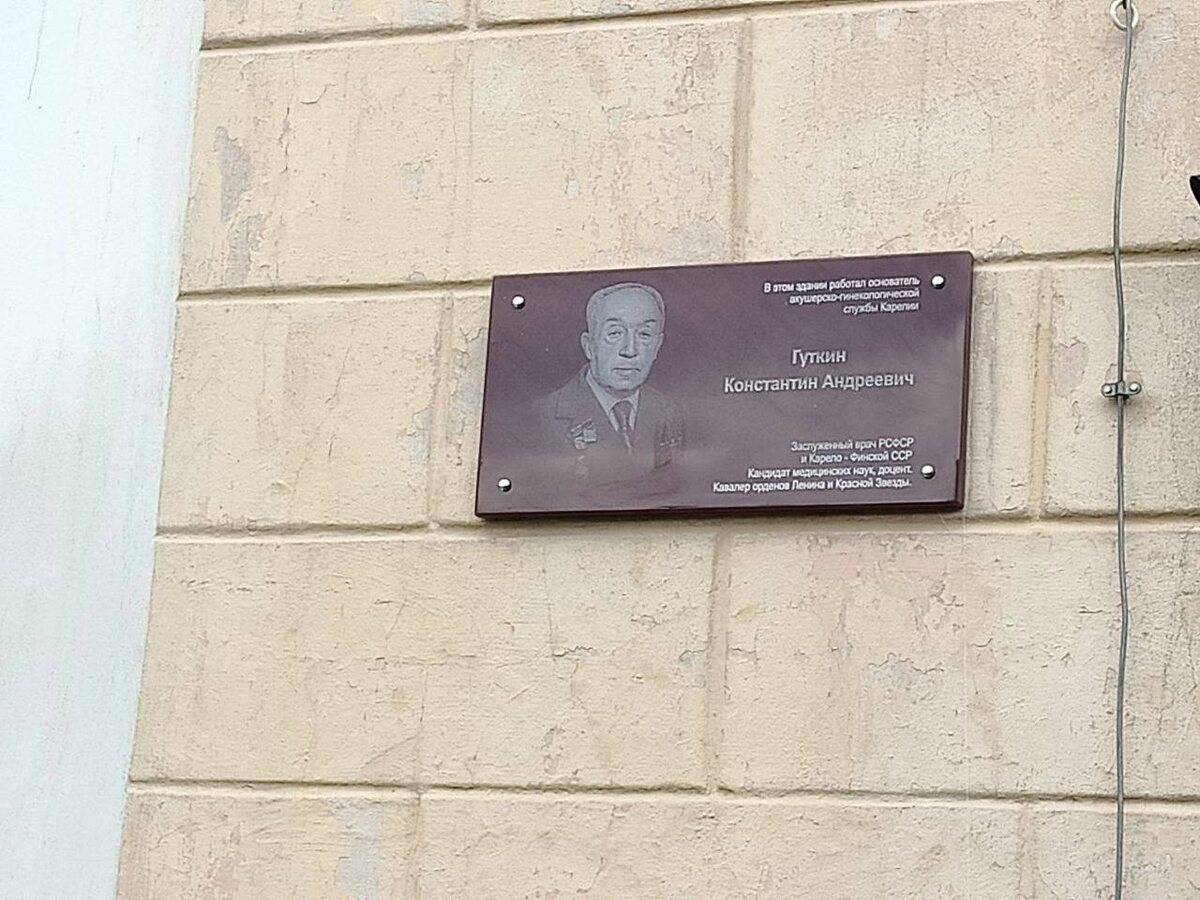 В этом здании работал основатель
акушерско-гинекологической
службы Карелии
Гуткин
Константин Андреевич
Заслуженный врач РСФСР
и Карело - Финской ССР
Кандидат медицинских наук, доцент.
Кавалер орденов Ленина и Красной Звезды.